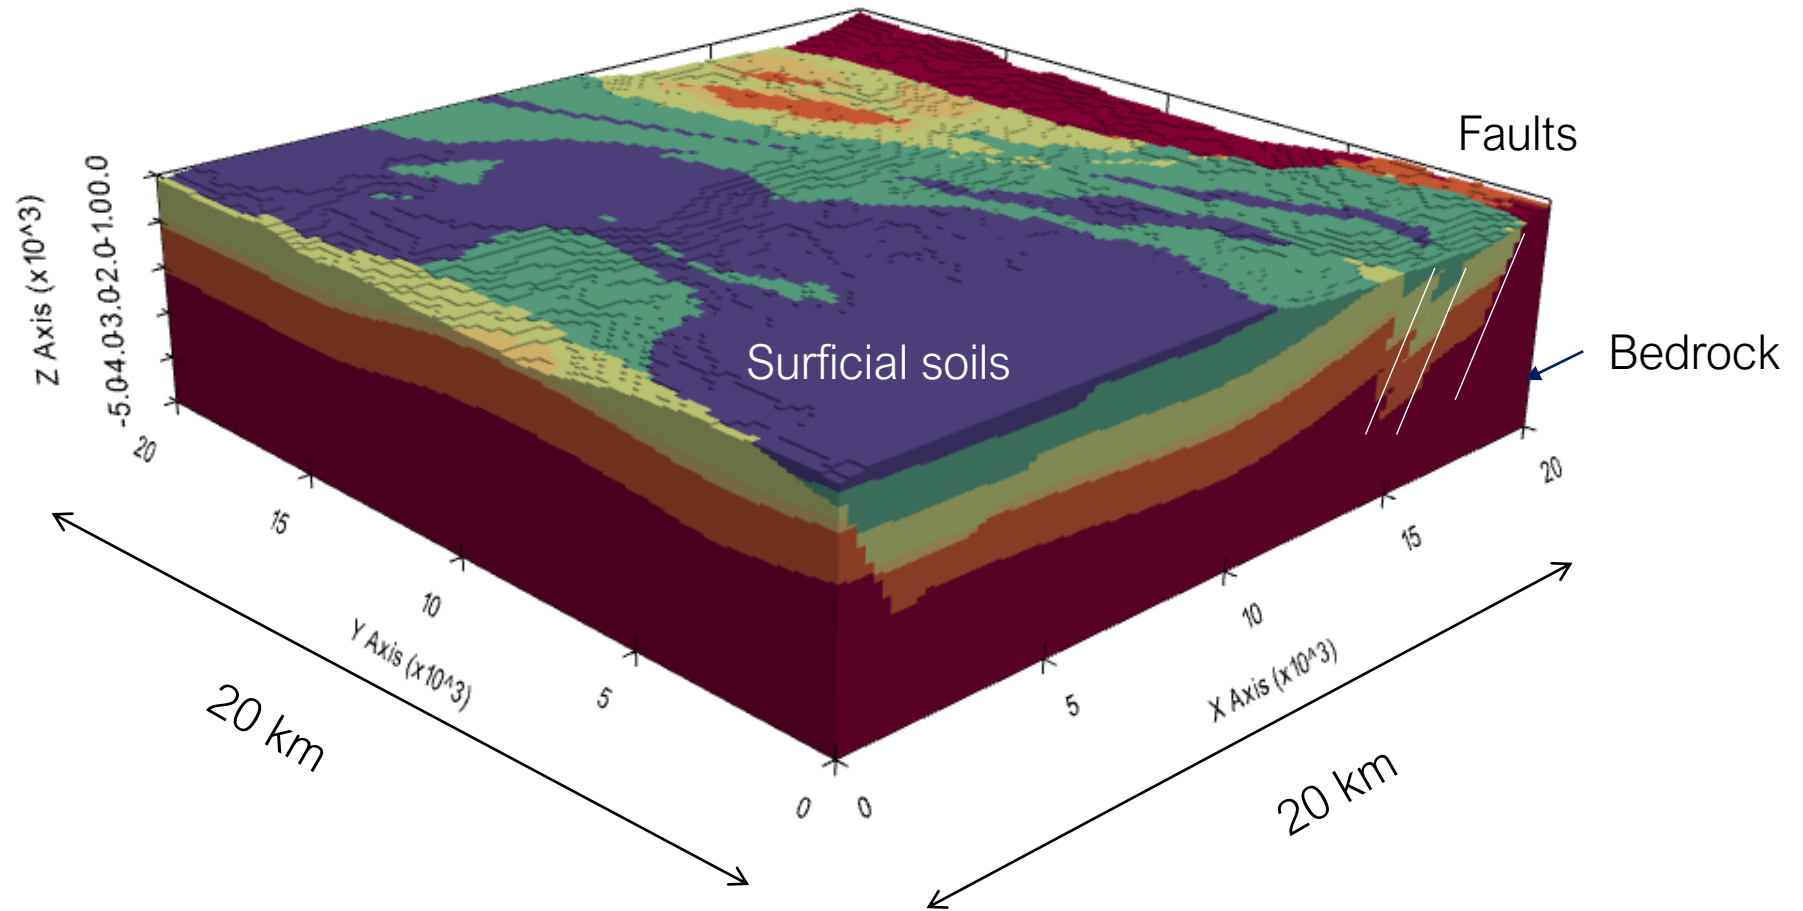 Faults
Bedrock
Surficial soils
Z Axis (x10^3)
-5.0-4.0-3.0-2.0-1.00.0
20
15
10
5
0
Y Axis (x10^3)
20 km
0
5
10
15
20
X Axis (x10^3)
20 km